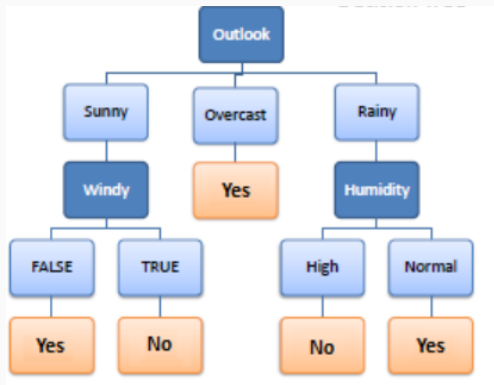 Outlook
Sunny
Overcast
Rainy
Windy
Yes
Humidity
FALSE
TRUE
High
Normal
Yes
No
No
Yes